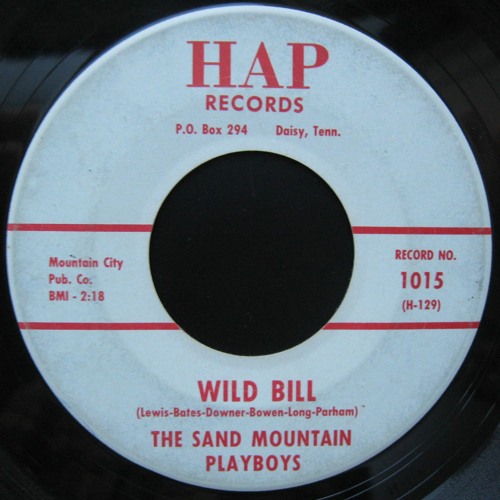 HAP
RECORDS
P.O. Box 294 Daisy, Tenn.
Mountain City
Pub. Co.
BMI - 2:18
RECORD NO.
1015
(H-129)
WILD BILL
(Lewis-Bates-Downer-Bowen-Long-Parham)
THE SAND MOUNTAIN
PLAYBOYS